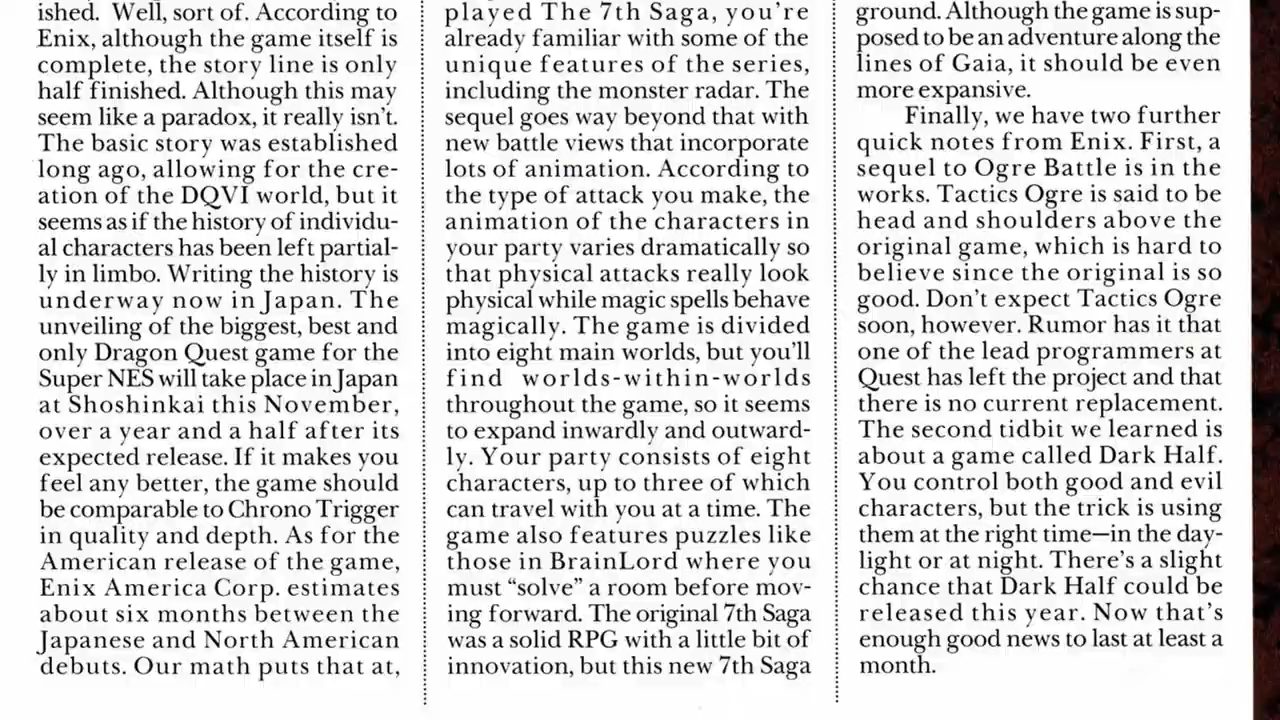 ished. Well, sort of. According to
Enix, although the game itself is
complete, the story line is only
half finished. Although this may
seem like a paradox, it really isn't.
The basic story was established
long ago, allowing for the cre-
ation of the DQVI world, but it
seems as if the history of individu-
al characters has been left partial-
ly in limbo. Writing the history is
underway now in Japan. The
unveiling of the biggest, best and
only Dragon Quest game for the
Super NES will take place in Japan
at Shoshinkai this November,
over a year and a half after its
expected release. If it makes you
feel any better, the game should
be comparable to Chrono Trigger
in quality and depth. As for the
American release of the game,
Enix America Corp. estimates
about six months between the
Japanese and North American
debuts. Our math puts that at,
played The 7th Saga, you're
already familiar with some of the
unique features of the series,
including the monster radar. The
sequel goes way beyond that with
new battle views that incorporate
lots of animation. According to
the type of attack you make, the
animation of the characters in
your party varies dramatically so
that physical attacks really look
physical while magic spells behave
magically. The game is divided
into eight main worlds, but you'll
find worlds-within-worlds
throughout the game, so it seems
to expand inwardly and outward-
ly. Your party consists of eight
characters, up to three of which
can travel with you at a time. The
game also features puzzles like
those in BrainLord where you
must "solve" a room before mov-
ing forward. The original 7th Saga
was a solid RPG with a little bit of
innovation, but this new 7th Saga
ground. Although the game is sup-
posed to be an adventure along the
lines of Gaia, it should be even
more expansive.
Finally, we have two further
quick notes from Enix. First, a
sequel to Ogre Battle is in the
works. Tactics Ogre is said to be
head and shoulders above the
original game, which is hard to
believe since the original is so
good. Don't expect Tactics Ogre
soon, however. Rumor has it that
one of the lead programmers at
Quest has left the project and that
there is no current replacement.
The second tidbit we learned is
about a game called Dark Half.
You control both good and evil
characters, but the trick is using
them at the right time—in the day-
light or at night. There's a slight
chance that Dark Half could be
released this year. Now that's
enough good news to last at least a
month.